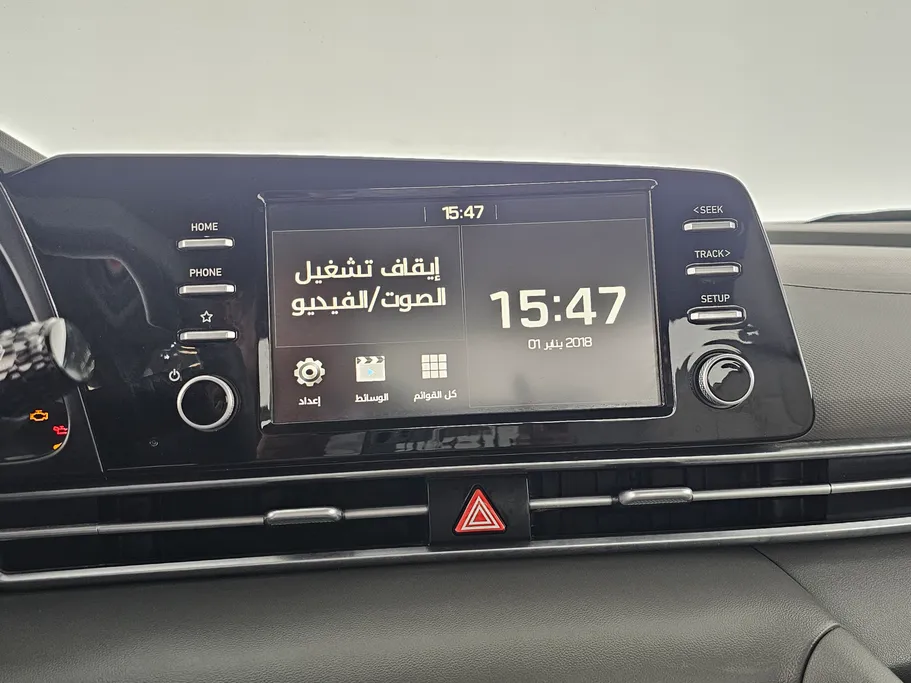 HOME
PHONE
15:47
إيقاف تشغيل
الصوت/الفيديو
إعداد
الوسائط
كل القوائم
15:47
01 يناير 2018
<SEEK
TRACK>
SETUP